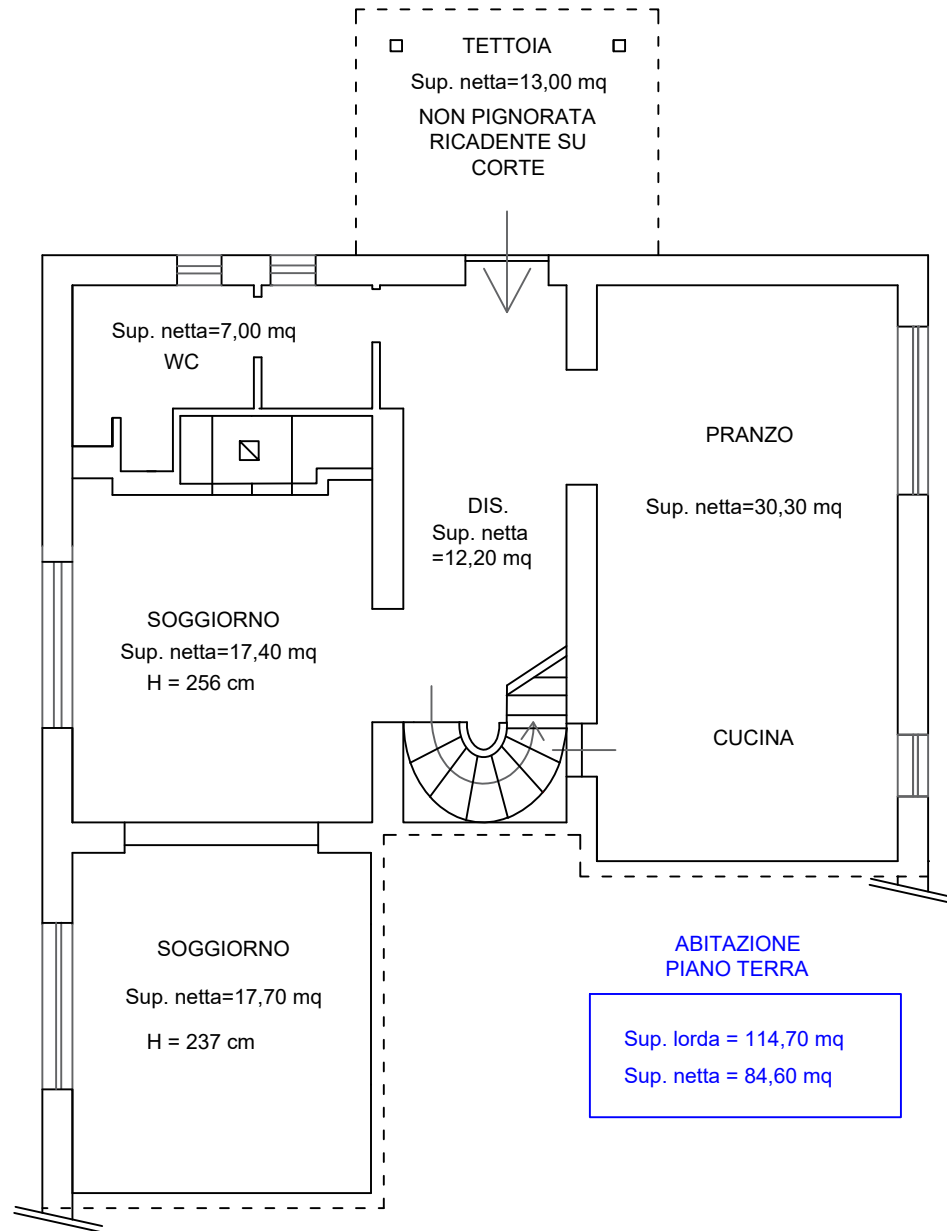 TETTOIA
Sup. netta=13,00 mq
NON PIGNORATA
RICADENTE SU
CORTE
Sup. netta=7,00 mq
WC
PRANZO
Sup. netta=30,30 mq
DIS.
Sup. netta
=12,20 mq
SOGGIORNO
Sup. netta=17,40 mq
H = 256 cm
CUCINA
SOGGIORNO
Sup. netta=17,70 mq
H = 237 cm
ABITAZIONE
PIANO TERRA
Sup. lorda = 114,70 mq
Sup. netta = 84,60 mq